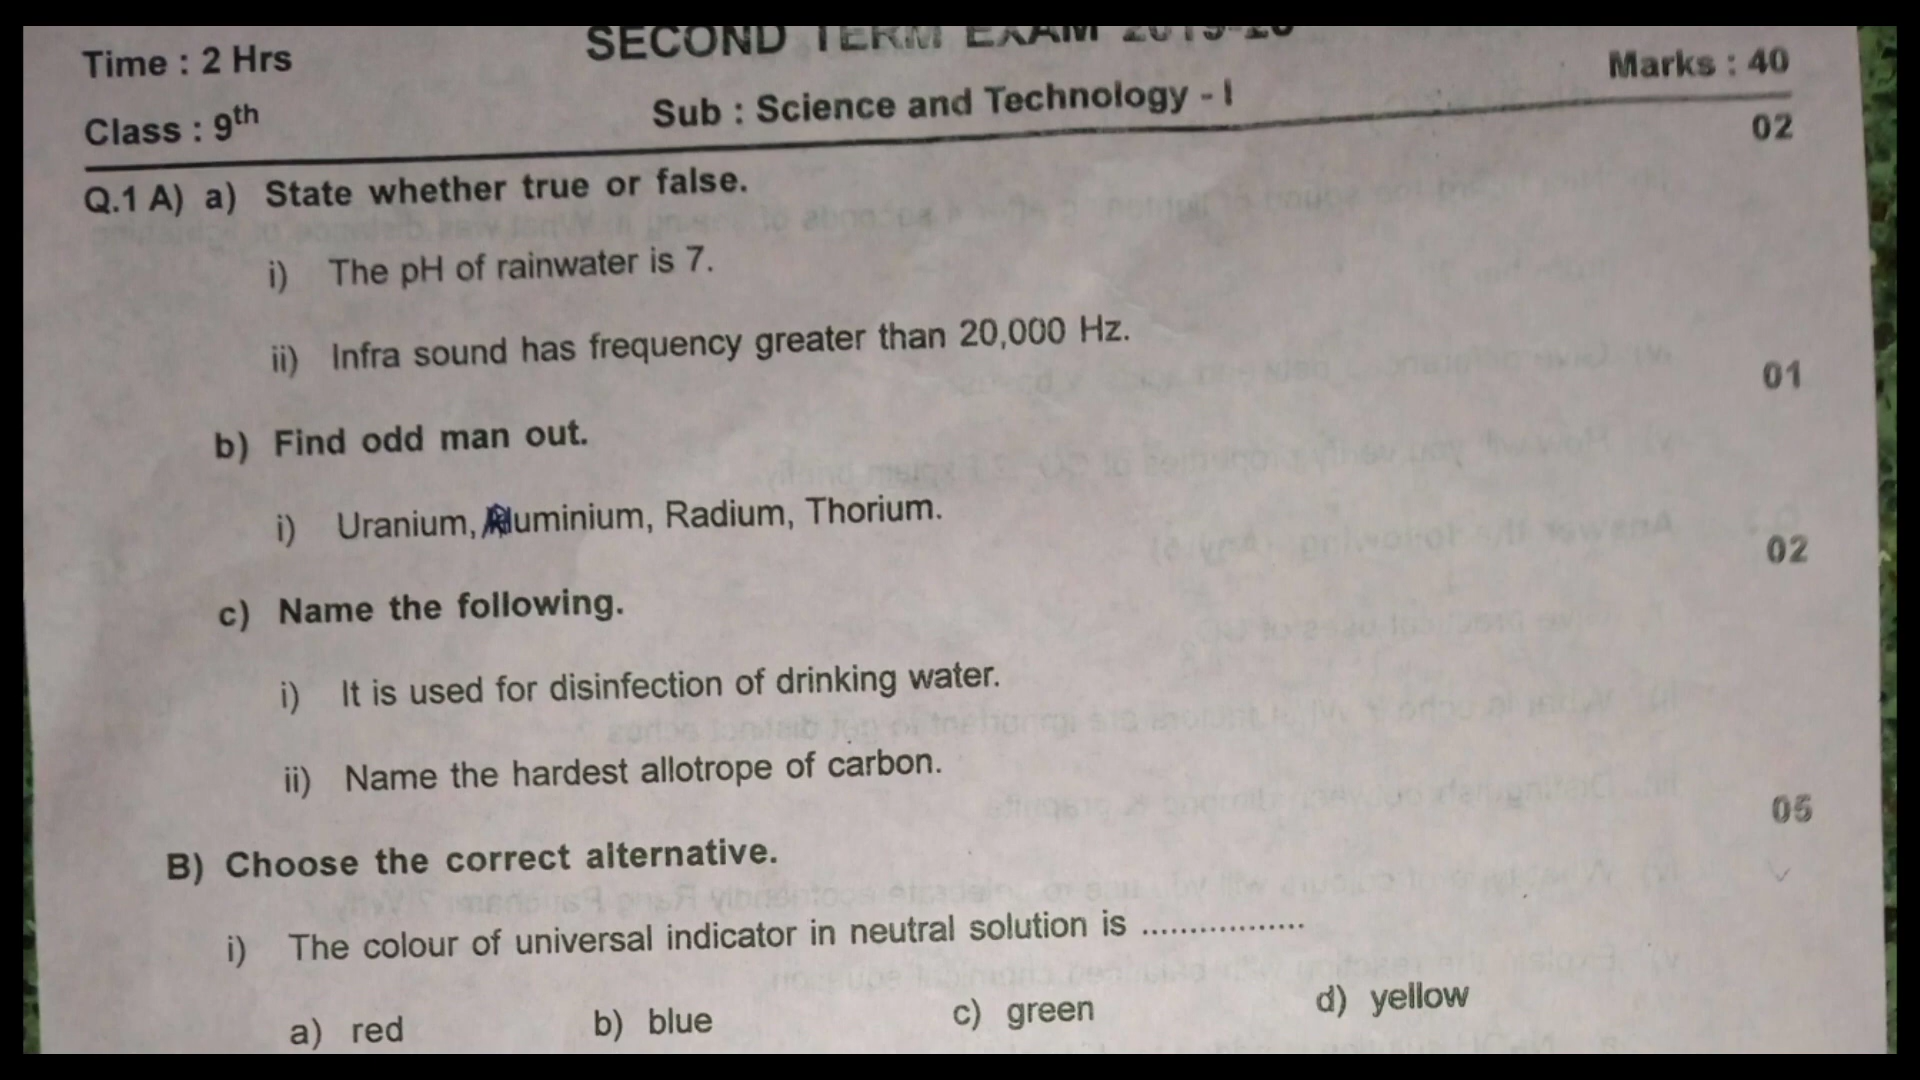 Time : 2 Hrs
SECOND TERM EXAM 2019-20
Marks : 40
Class : 9th
Sub : Science and Technology - I
Q.1 A) a) State whether true or false. 02
i) The pH of rainwater is 7.
ii) Infra sound has frequency greater than 20,000 Hz.
b) Find odd man out. 01
i) Uranium, Aluminium, Radium, Thorium.
c) Name the following. 02
i) It is used for disinfection of drinking water.
ii) Name the hardest allotrope of carbon.
B) Choose the correct alternative. 05
i) The colour of universal indicator in neutral solution is .................
a) red b) blue c) green d) yellow